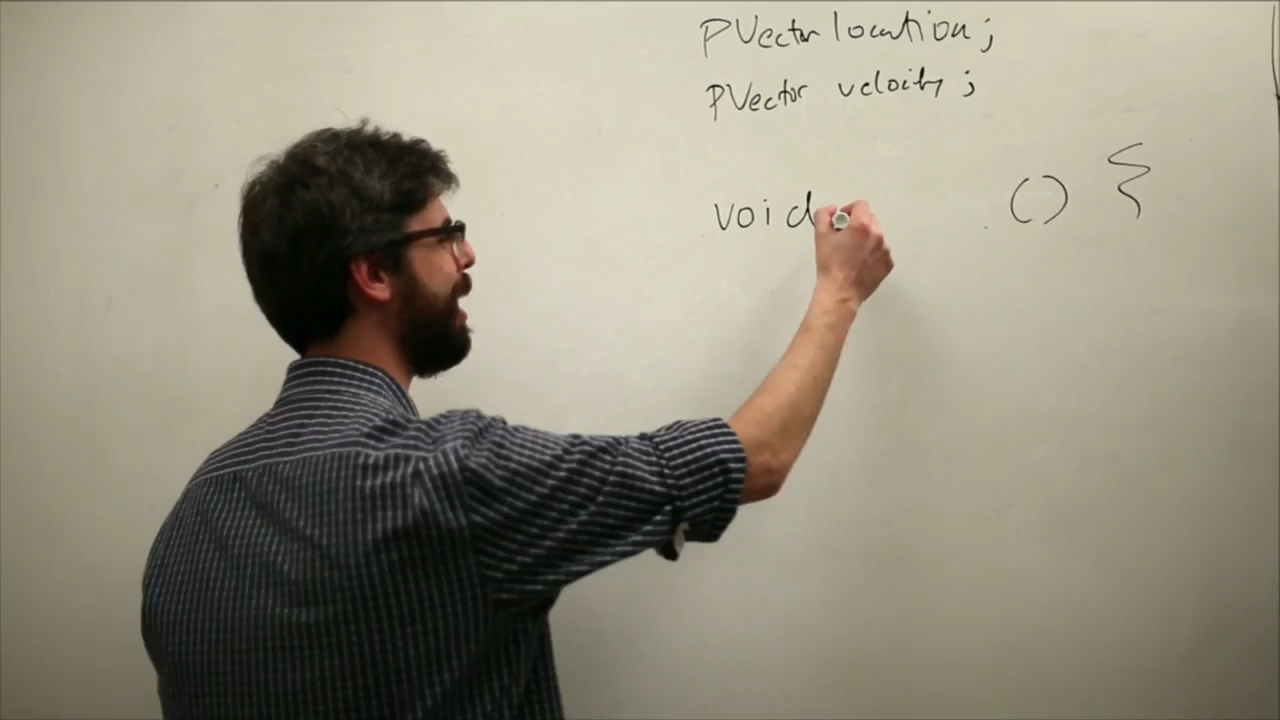 PVector location;
PVector velocity;
void () {